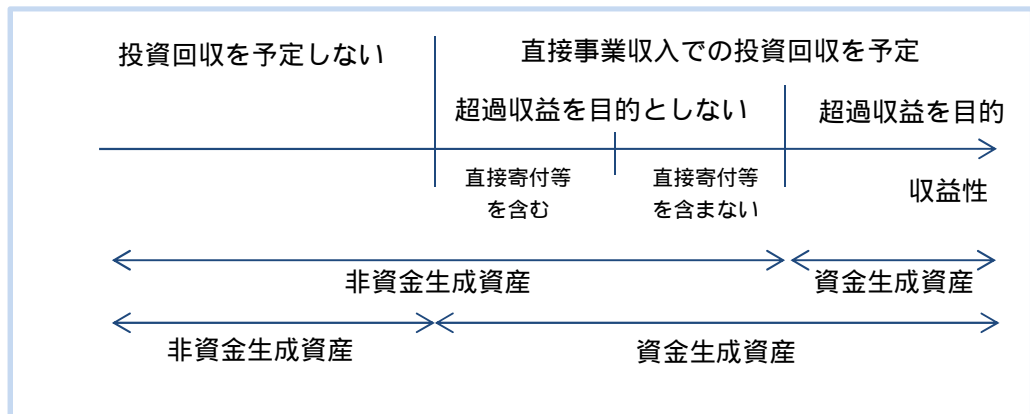 投資回収を予定しない
直接事業収入での投資回収を予定
超過収益を目的としない
超過収益を目的
直接寄付等
を含む
直接寄付等
を含まない
収益性
非資金生成資産
資金生成資産
非資金生成資産
資金生成資産